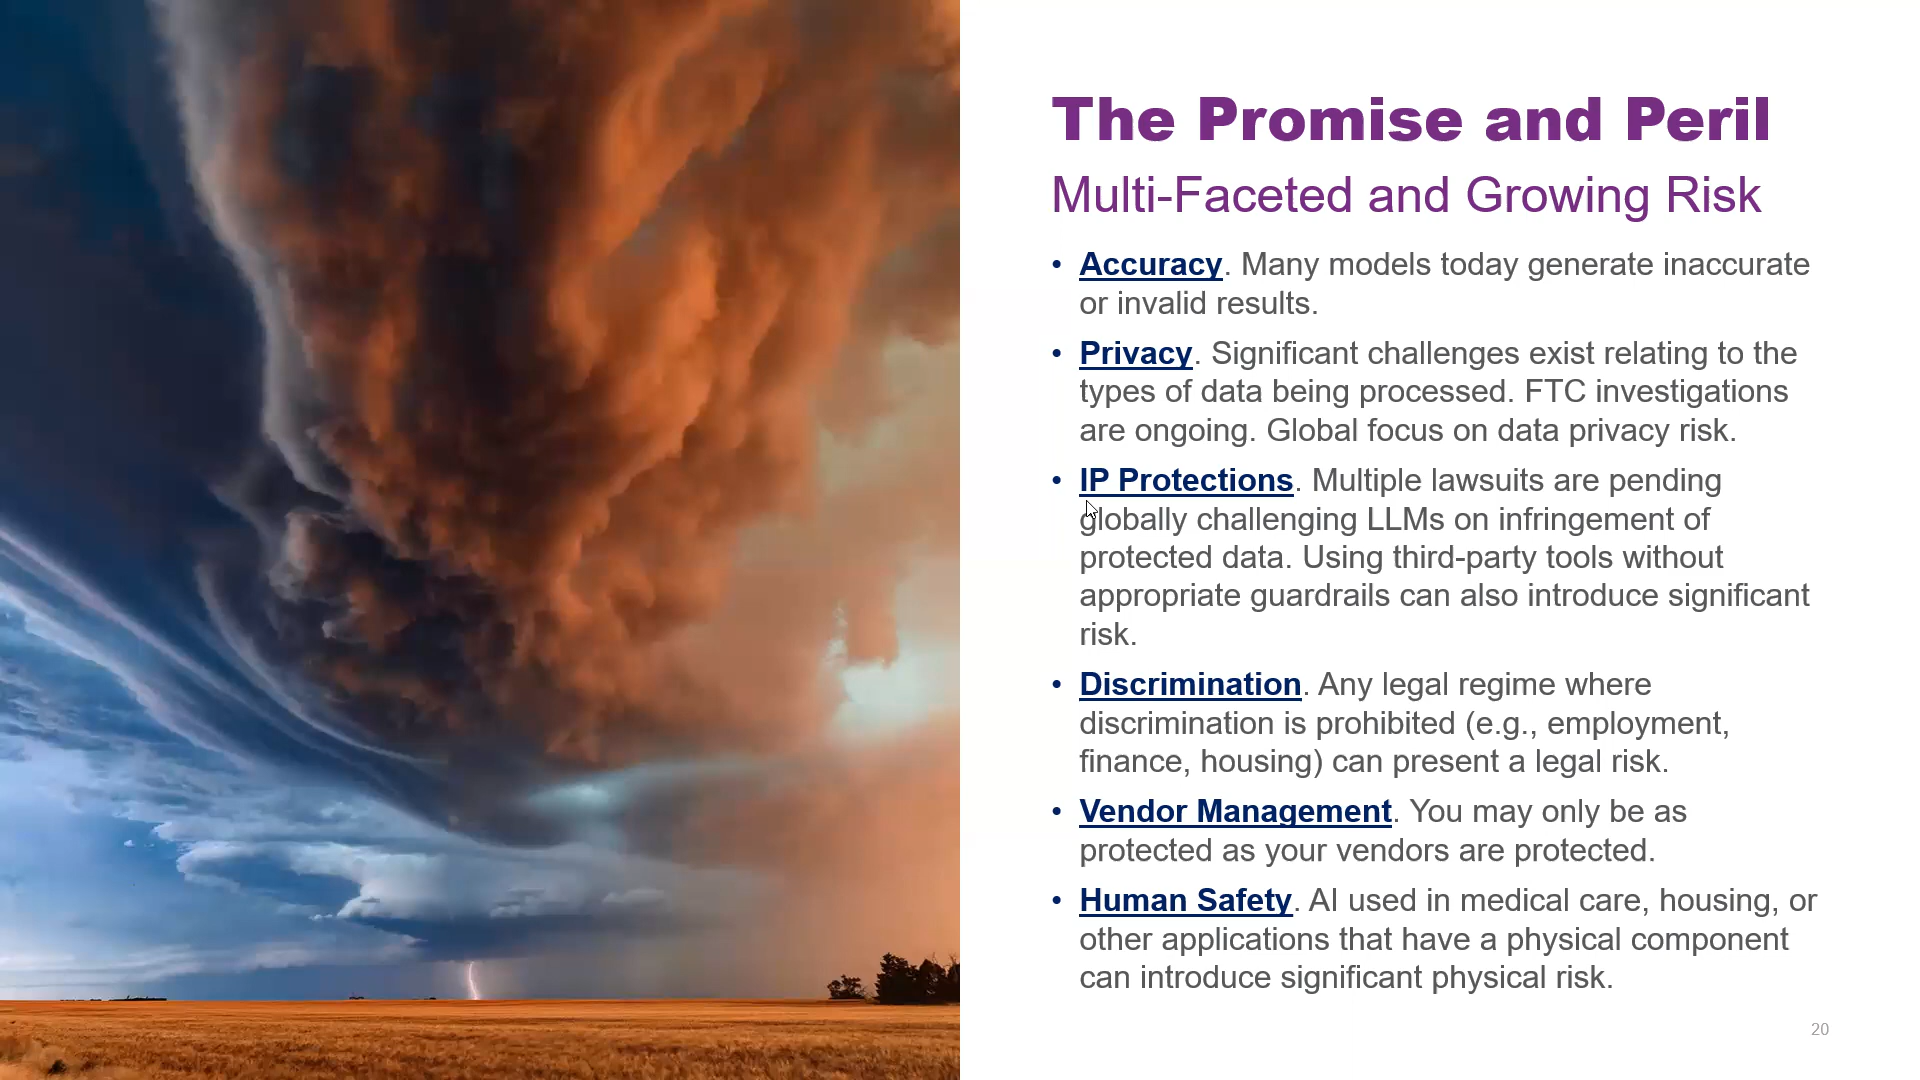 The Promise and Peril
Multi-Faceted and Growing Risk
• Accuracy. Many models today generate inaccurate
or invalid results.
• Privacy. Significant challenges exist relating to the
types of data being processed. FTC investigations
are ongoing. Global focus on data privacy risk.
• IP Protections. Multiple lawsuits are pending
globally challenging LLMs on infringement of
protected data. Using third-party tools without
appropriate guardrails can also introduce significant
risk.
• Discrimination. Any legal regime where
discrimination is prohibited (e.g., employment,
finance, housing) can present a legal risk.
• Vendor Management. You may only be as
protected as your vendors are protected.
• Human Safety. AI used in medical care, housing, or
other applications that have a physical component
can introduce significant physical risk.
20